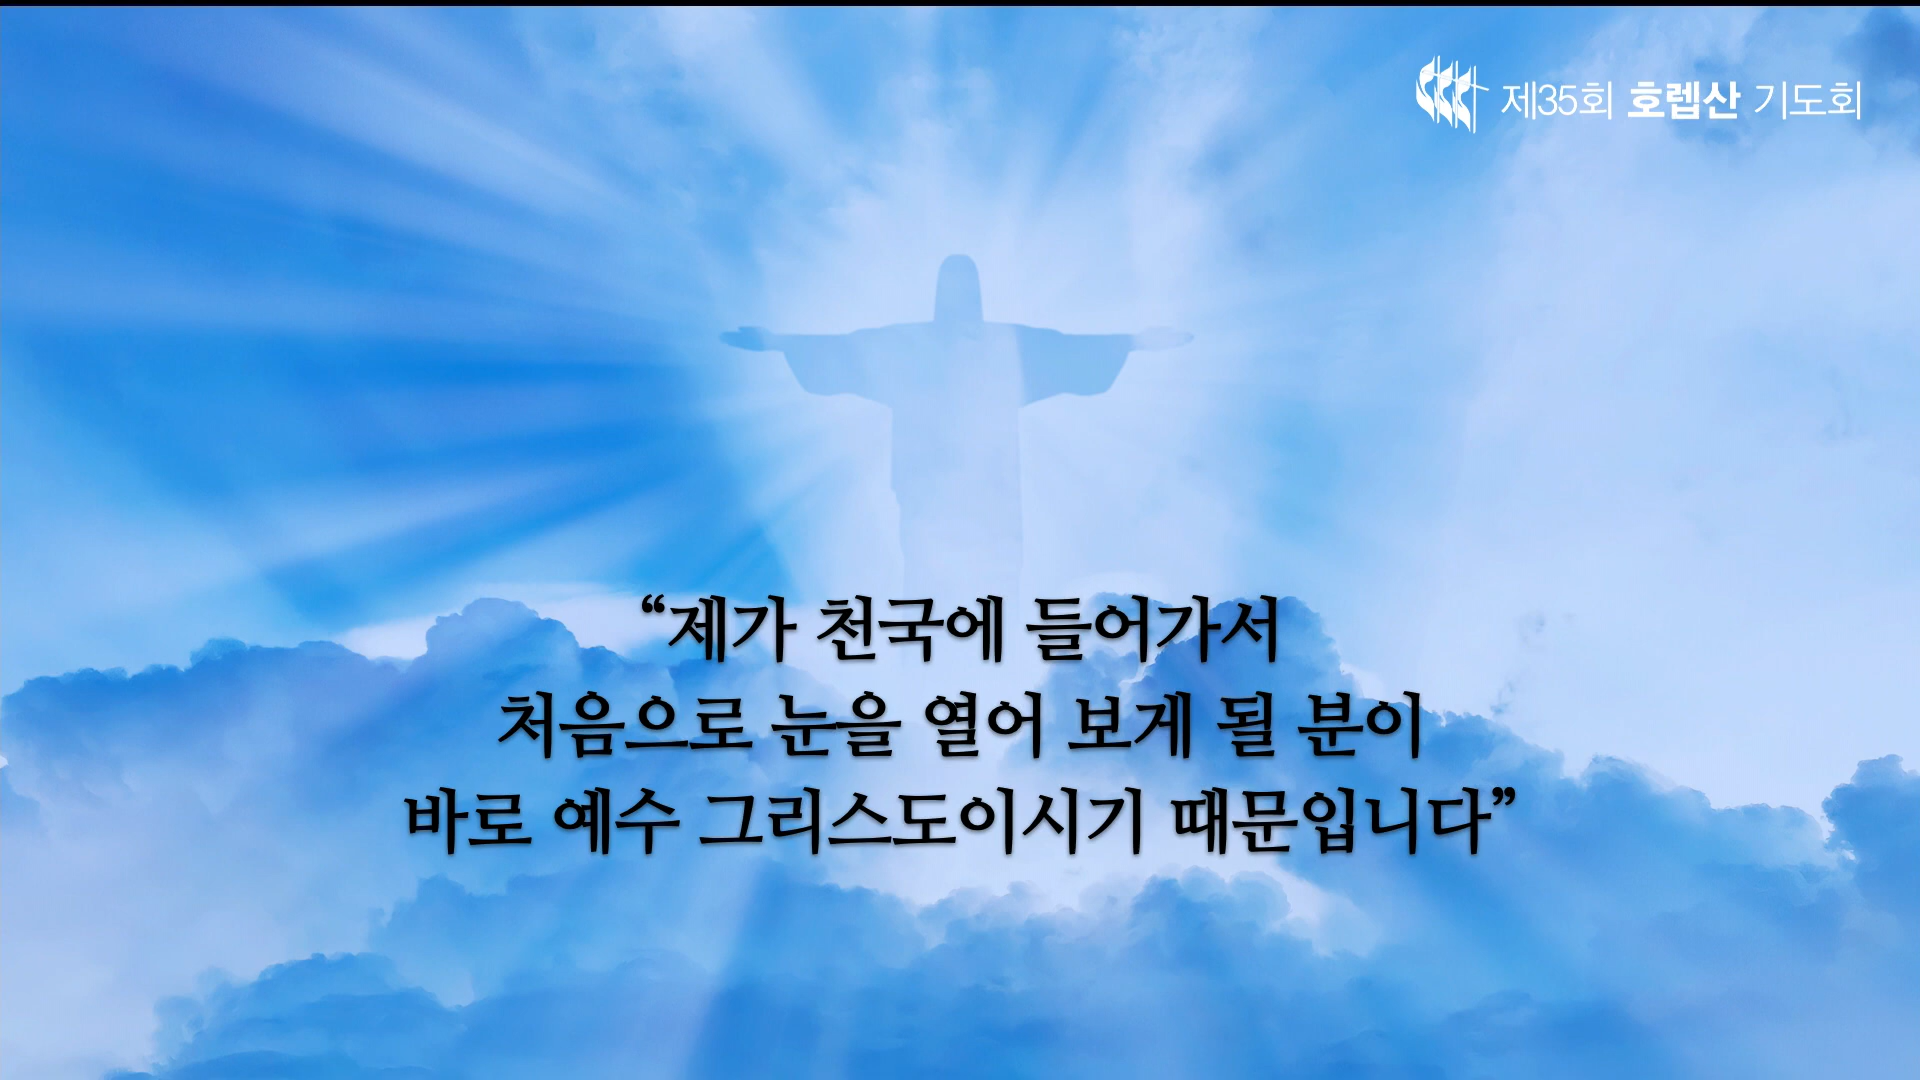 제35회 호렙산 기도회
“제가 천국에 들어가서
처음으로 눈을 열어 보게 될 분이
바로 예수 그리스도이시기 때문입니다”